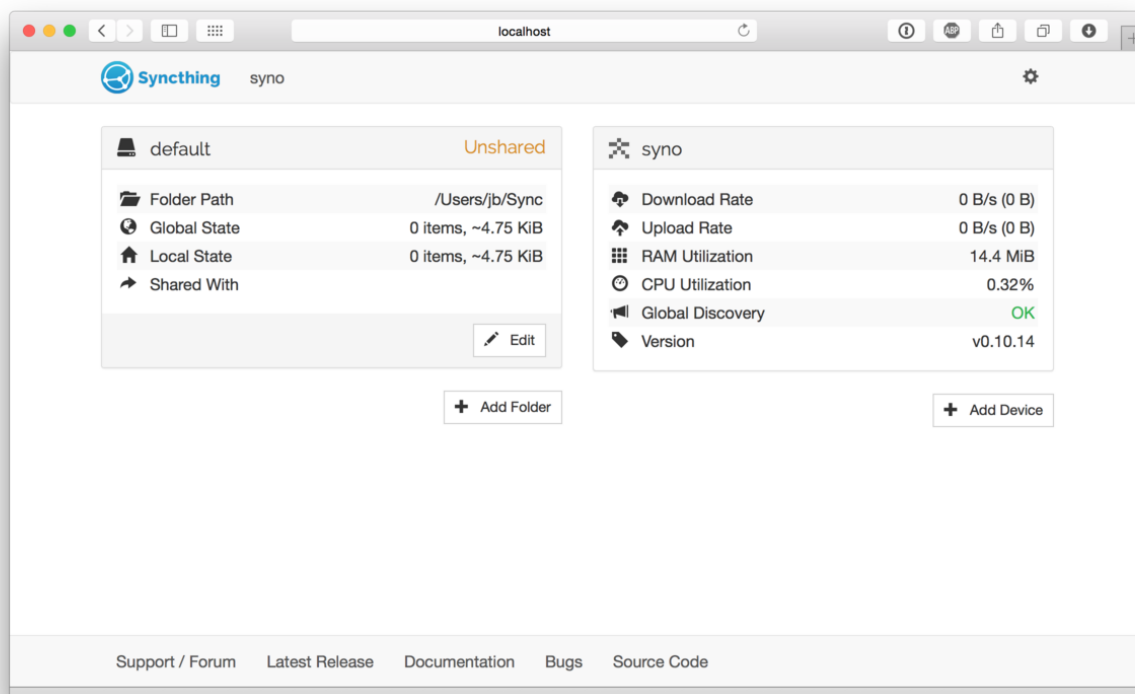 localhost
ABP
Syncthing syno
default Unshared
Folder Path /Users/jb/Sync
Global State 0 items, ~4.75 KiB
Local State 0 items, ~4.75 KiB
Shared With
Edit
Add Folder
syno
Download Rate 0 B/s (0 B)
Upload Rate 0 B/s (0 B)
RAM Utilization 14.4 MiB
CPU Utilization 0.32%
Global Discovery OK
Version v0.10.14
Add Device
Support / Forum Latest Release Documentation Bugs Source Code